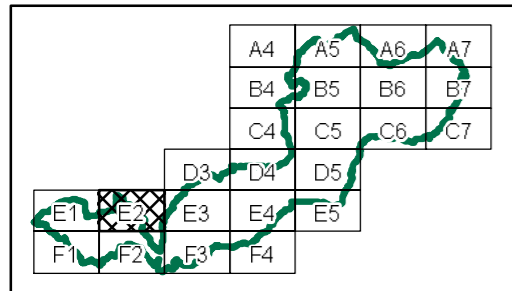 A4 A5 A6 A7
B4 B5 B6 B7
C4 C5 C6 C7
D3 D4 D5
E1 E2 E3 E4 E5
F1 F2 F3 F4